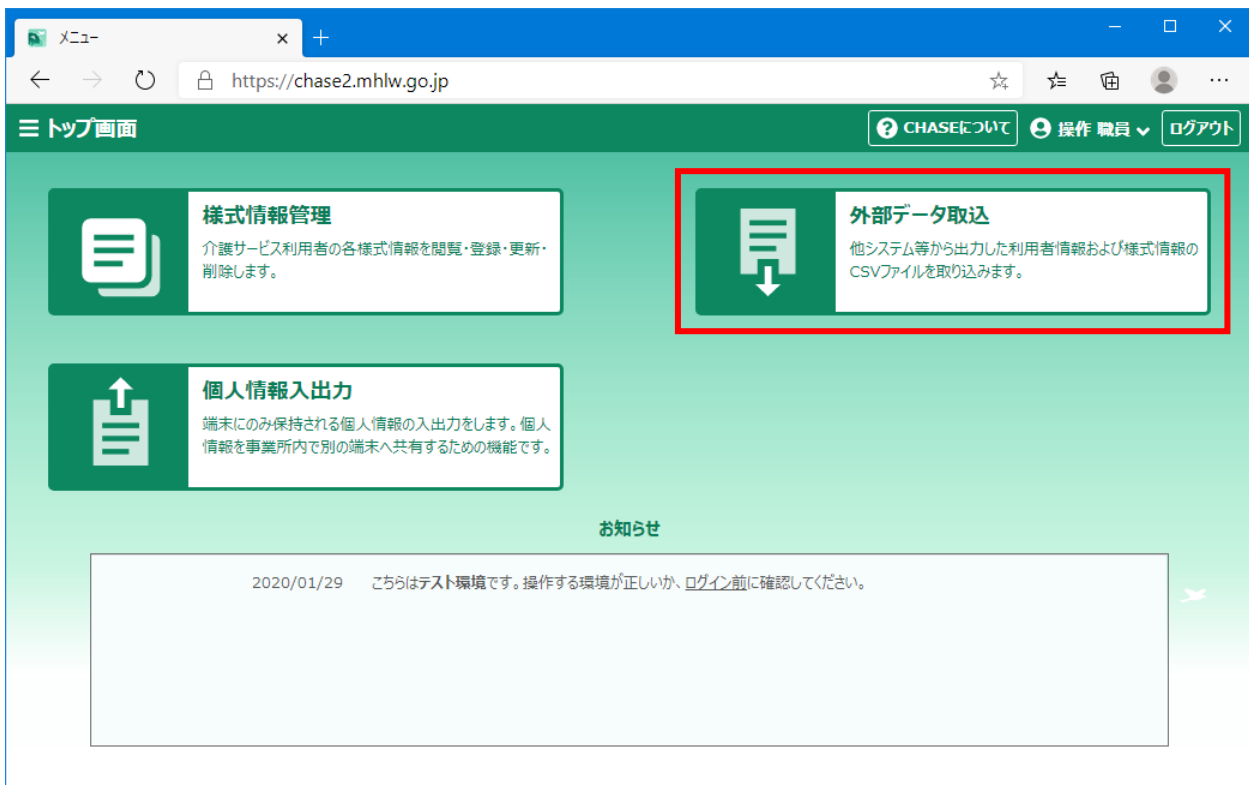 メニュー
https://chase2.mhlw.go.jp
トップ画面
CHASEについて
操作 職員
ログアウト
様式情報管理
介護サービス利用者の各様式情報を閲覧・登録・更新・
削除します。
外部データ取込
他システム等から出力した利用者情報および様式情報の
CSVファイルを取り込みます。
個人情報入出力
端末にのみ保持される個人情報の入出力をします。個人
情報を事業所内で別の端末へ共有するための機能です。
お知らせ
2020/01/29 こちらはテスト環境です。操作する環境が正しいか、ログイン前に確認してください。